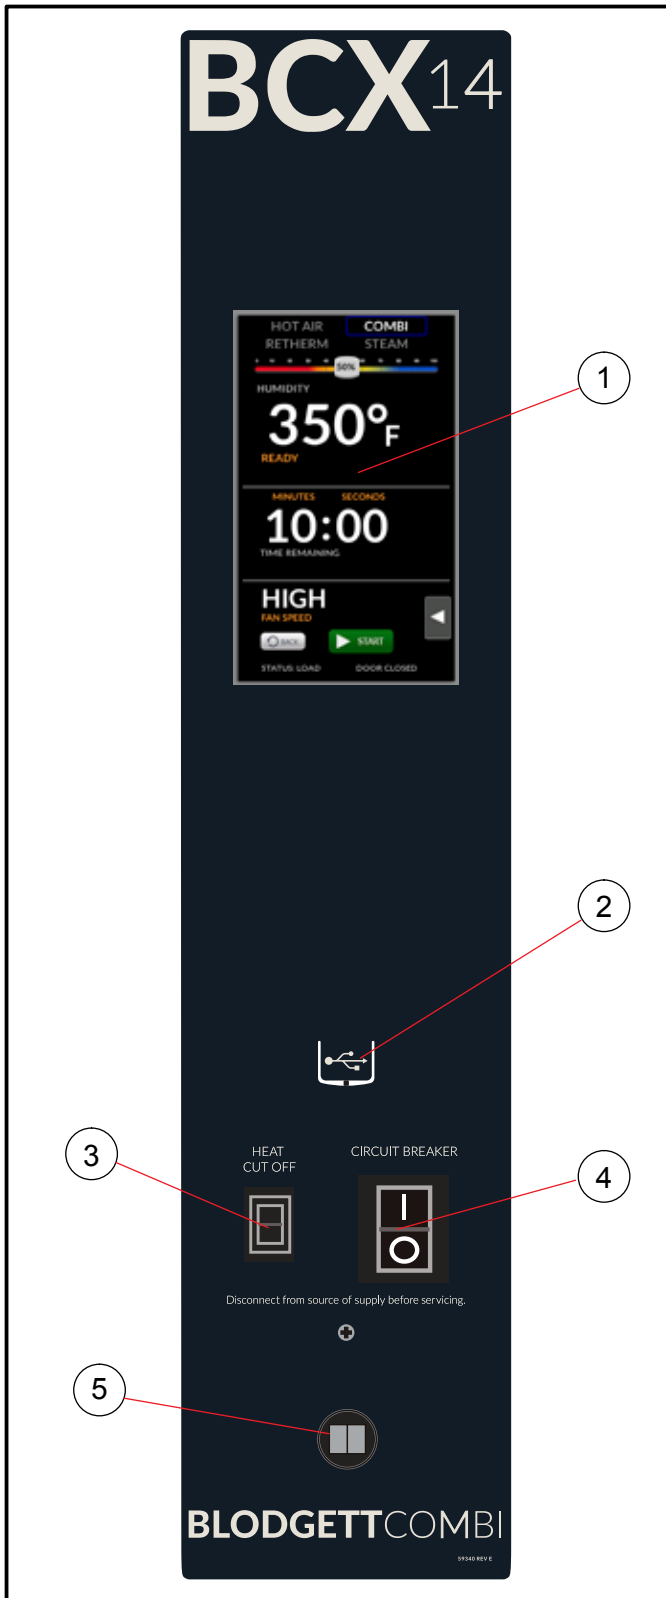 BCX14
HOT AIR COMBI
RETHERM STEAM
50%
HUMIDITY
350°F
READY
1
MINUTES SECONDS
10:00
TIME REMAINING
HIGH
FAN SPEED
BACK START
STATUS: LOAD DOOR CLOSED
2
3
HEAT
CUT OFF
CIRCUIT BREAKER
4
I
O
Disconnect from source of supply before servicing.
5
BLODGETTCOMBI
59340 REV E